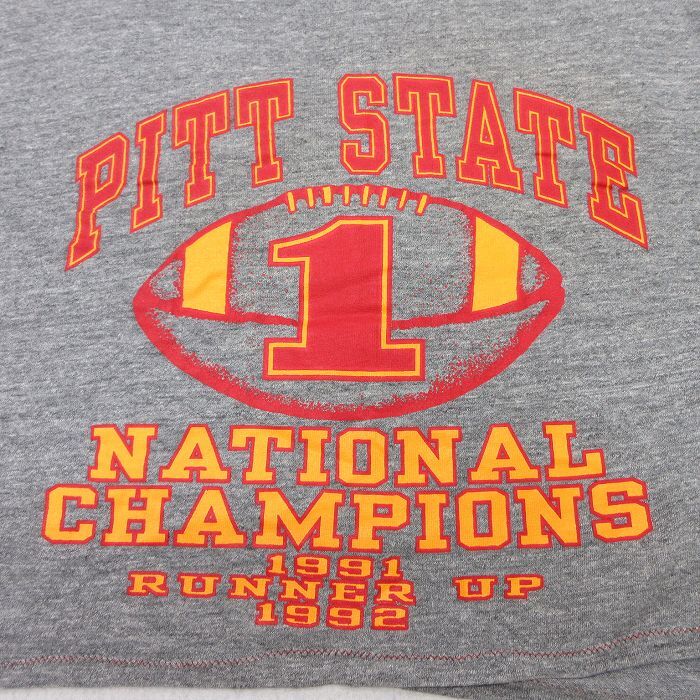 PITT STATE
1
NATIONAL
CHAMPIONS
1991
RUNNER UP
1992